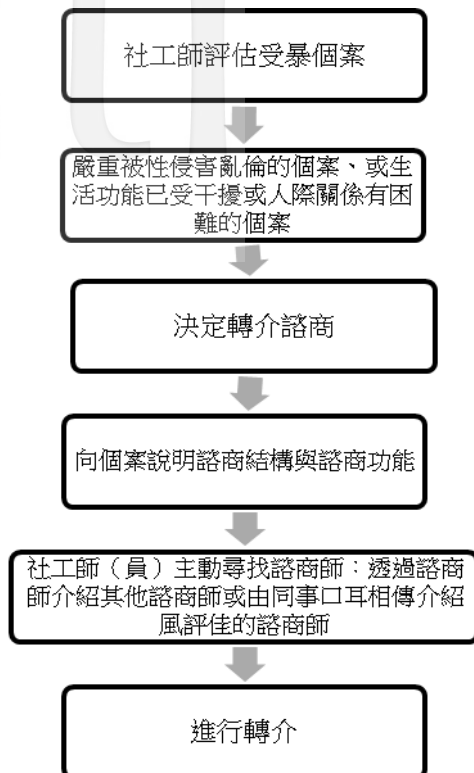 社工師評估受暴個案
嚴重被性侵害亂倫的個案、或生
活功能已受干擾或人際關係有困
難的個案
決定轉介諮商
向個案說明諮商結構與諮商功能
社工師（員）主動尋找諮商師：透過諮商
師介紹其他諮商師或由同事口耳相傳介紹
風評佳的諮商師
進行轉介